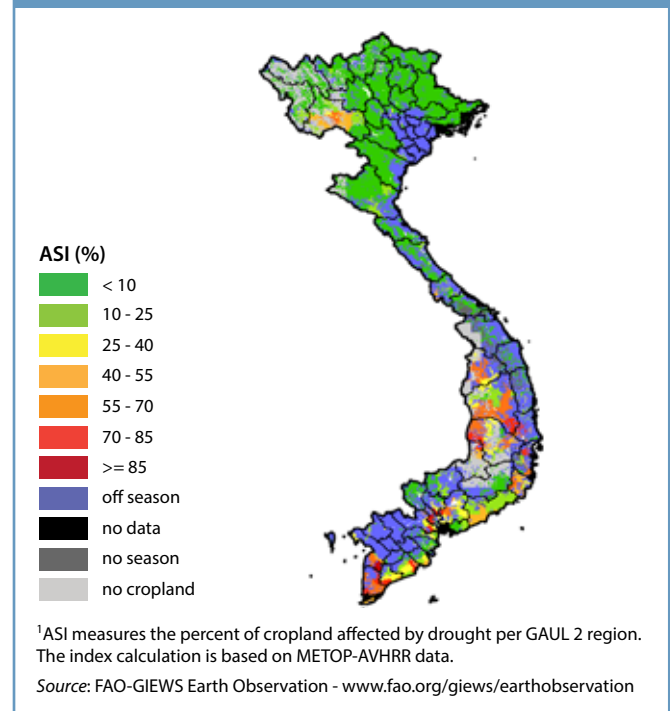 ASI (%)
< 10
10 - 25
25 - 40
40 - 55
55 - 70
70 - 85
>= 85
off season
no data
no season
no cropland
¹ASI measures the percent of cropland affected by drought per GAUL 2 region.
The index calculation is based on METOP-AVHRR data.
Source: FAO-GIEWS Earth Observation - www.fao.org/giews/earthobservation